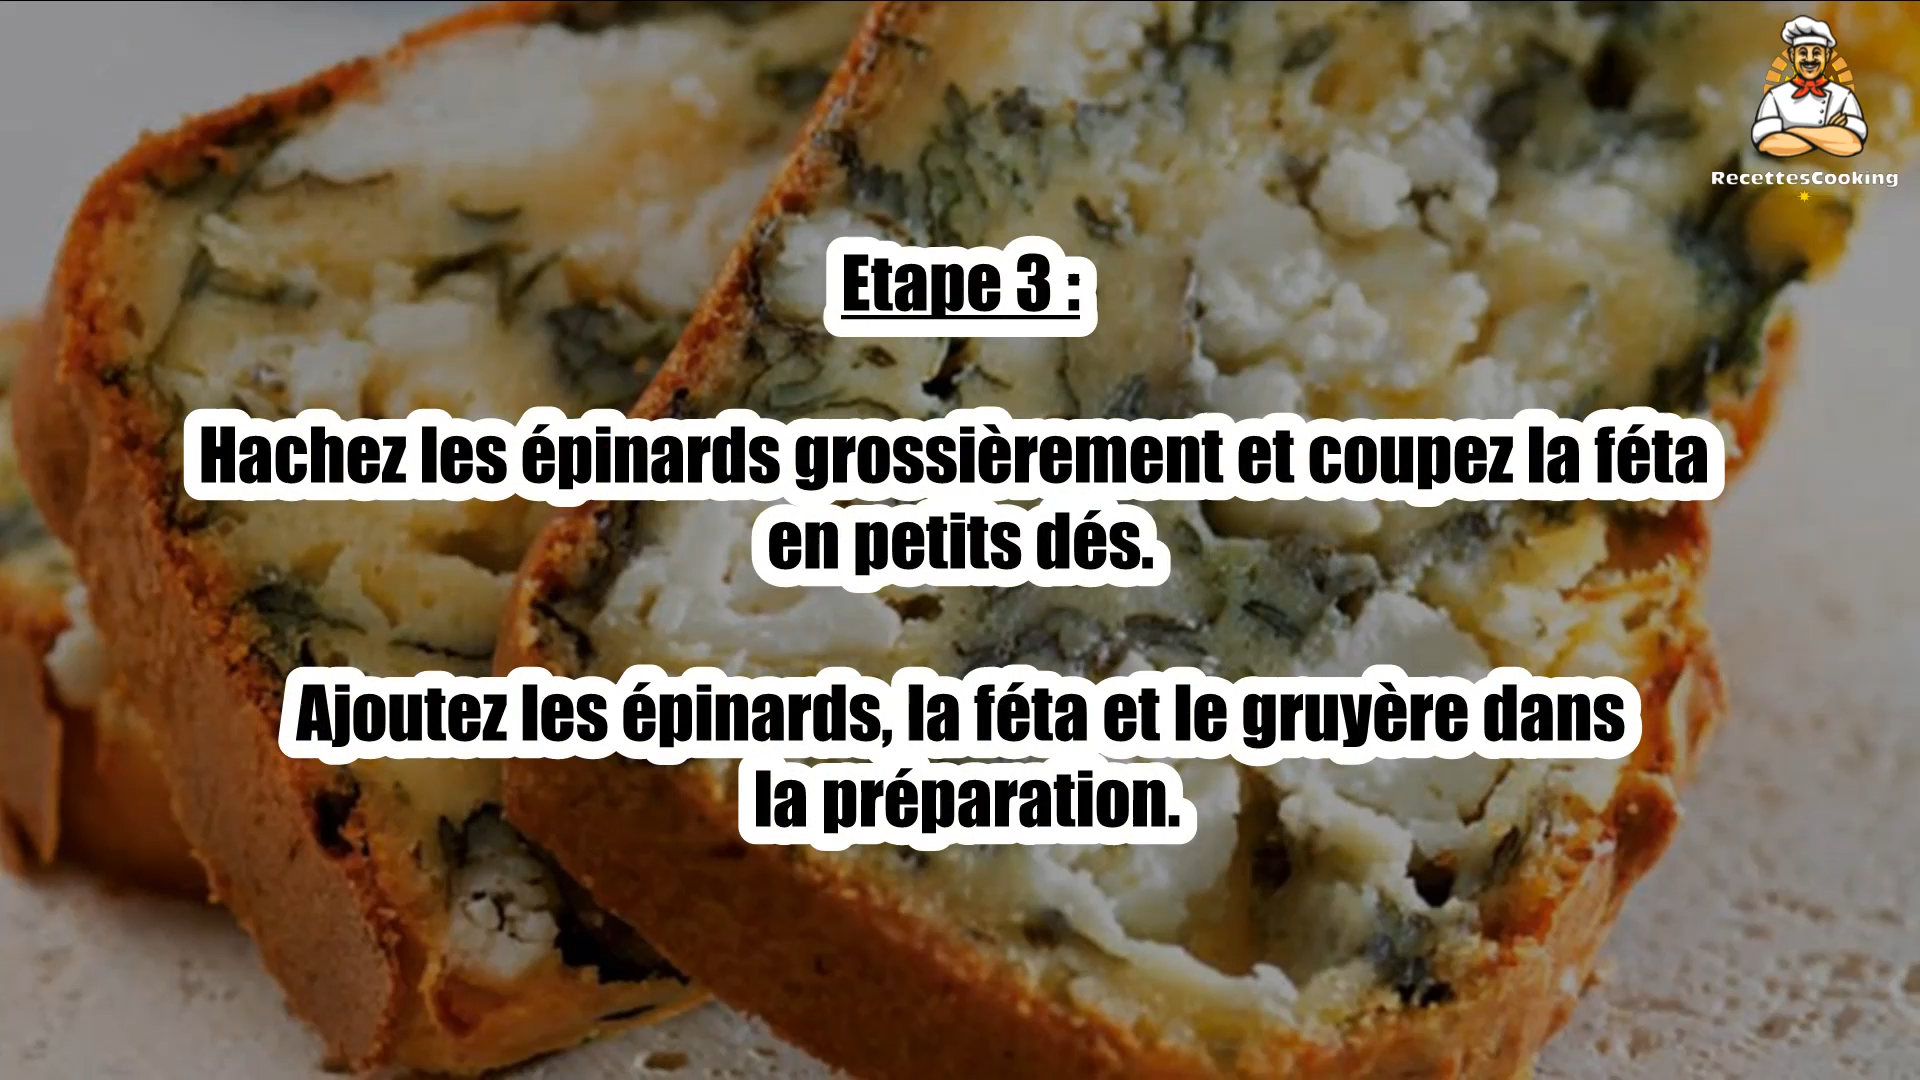 RecettesCooking
Etape 3 :
Hachez les épinards grossièrement et coupez la féta
en petits dés.
Ajoutez les épinards, la féta et le gruyère dans
la préparation.